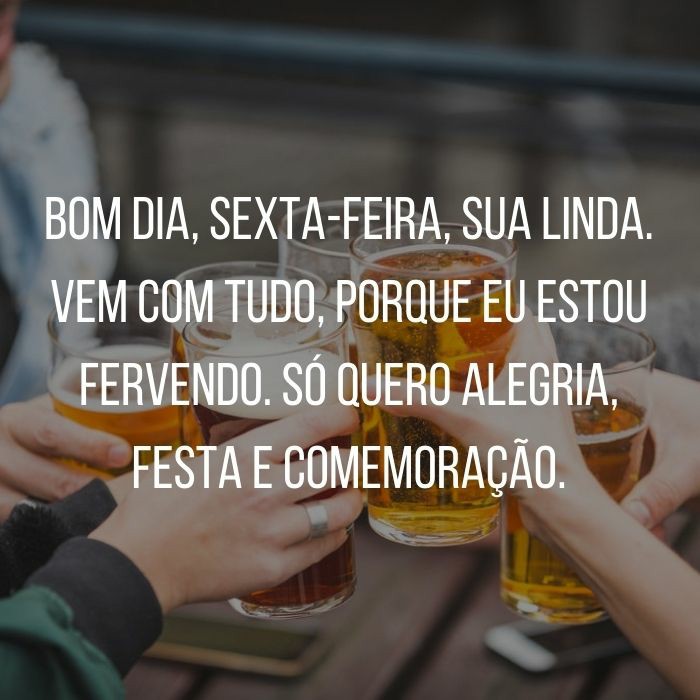 BOM DIA, SEXTA-FEIRA, SUA LINDA.
VEM COM TUDO, PORQUE EU ESTOU
FERVENDO. SÓ QUERO ALEGRIA,
FESTA E COMEMORAÇÃO.